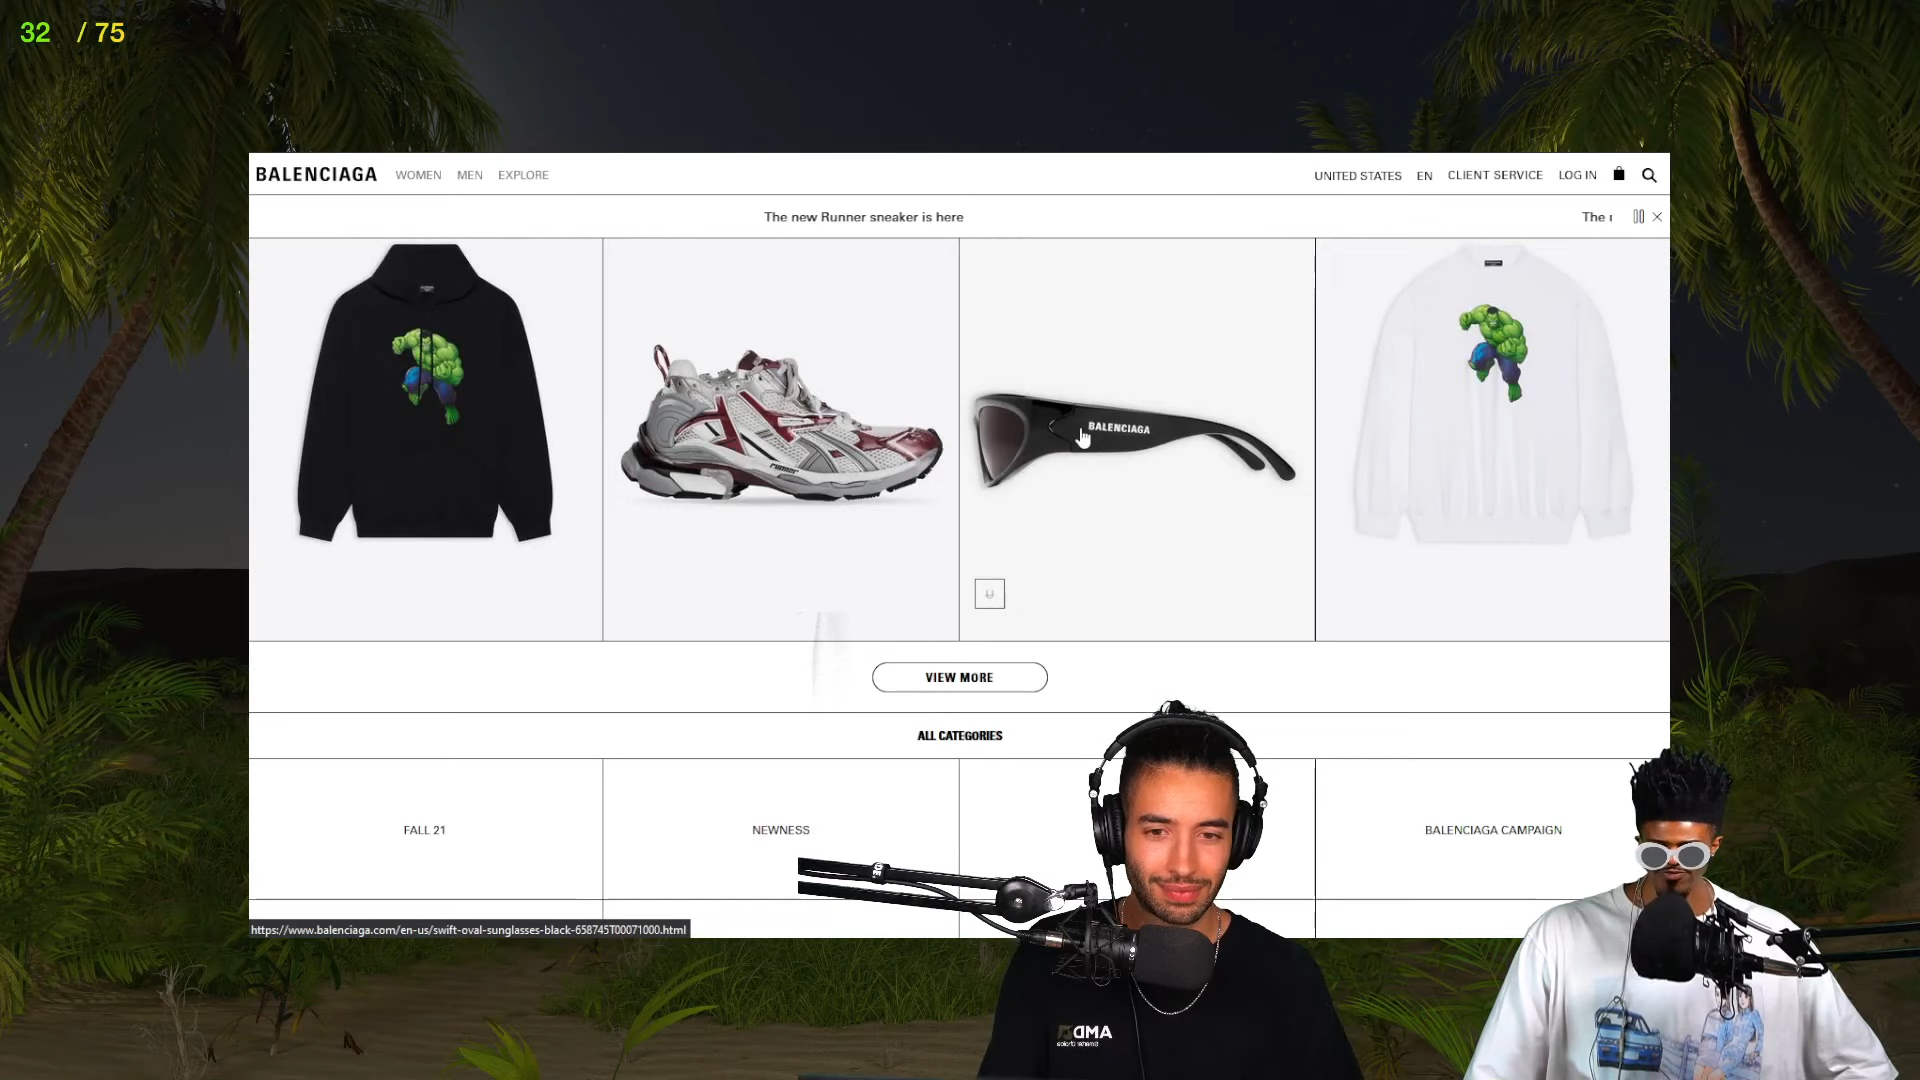 32 / 75
BALENCIAGA WOMEN MEN EXPLORE UNITED STATES EN CLIENT SERVICE LOG IN
The new Runner sneaker is here The
runner
BALENCIAGA
VIEW MORE
ALL CATEGORIES
FALL 21 NEWNESS BALENCIAGA CAMPAIGN
https://www.balenciaga.com/en-us/swift-oval-sunglasses-black-658745T00071000.html